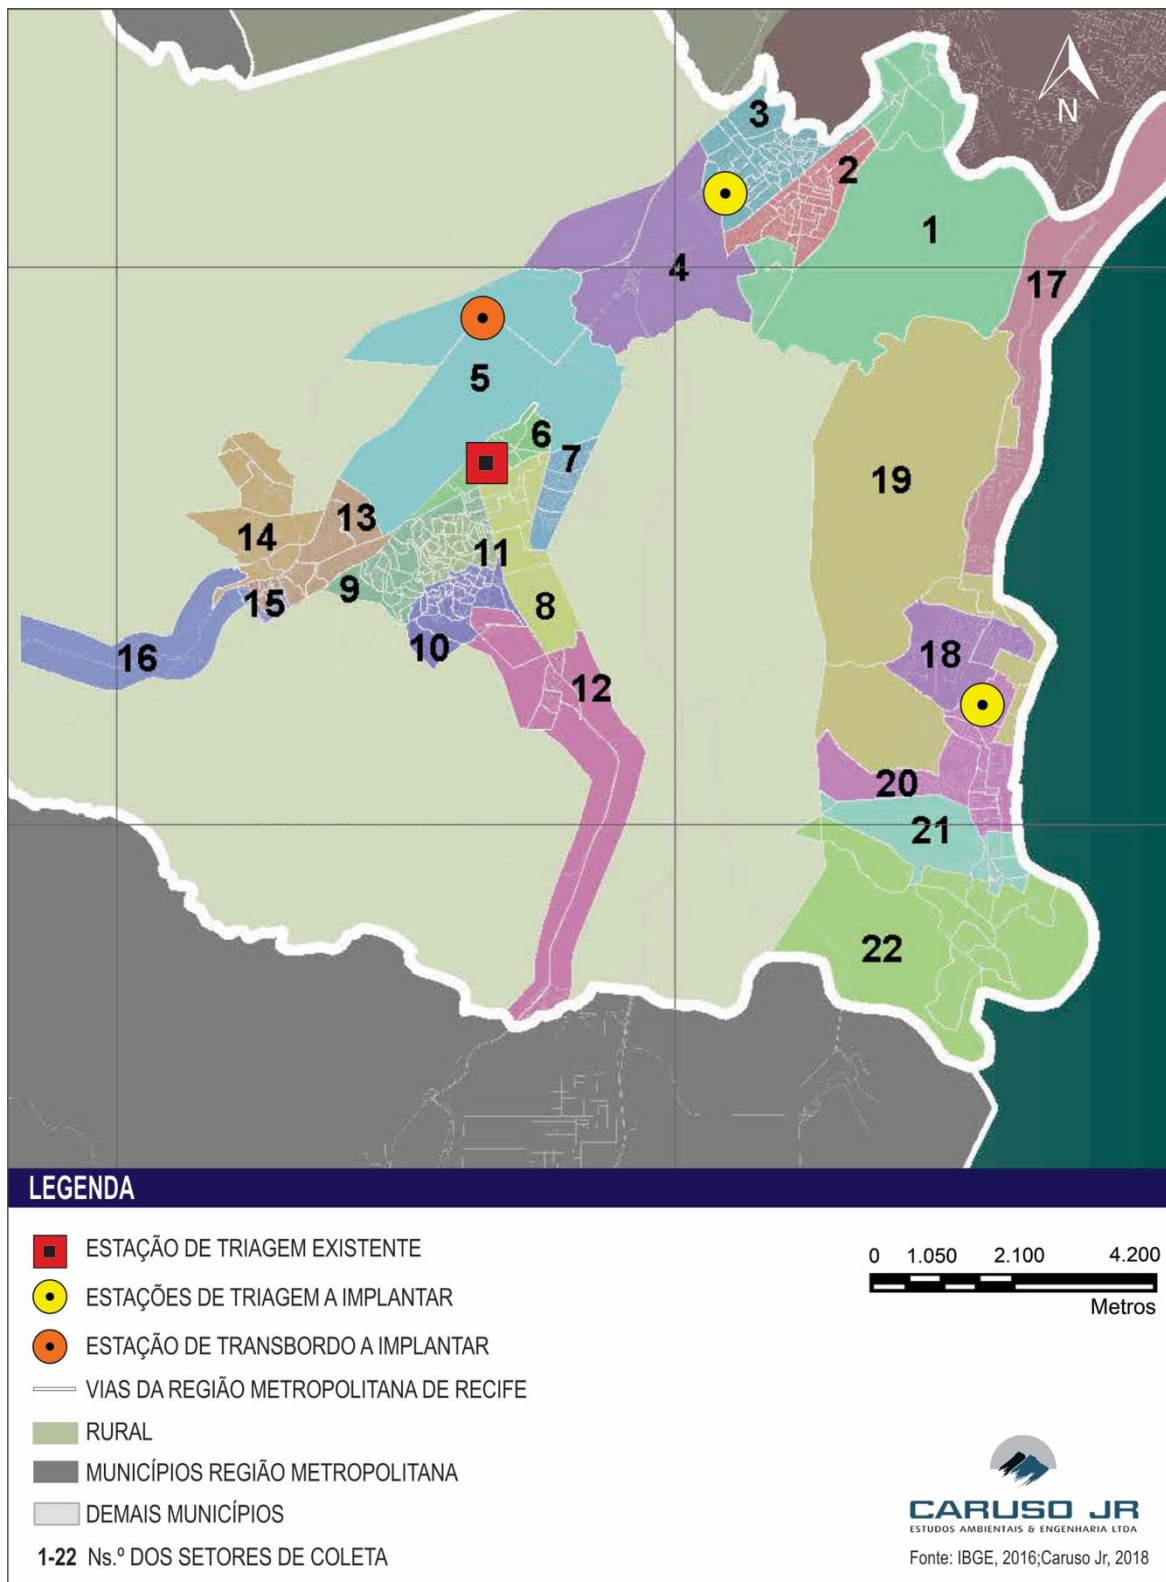 N
3
2
1
17
4
5
6
7
19
14
13
11
9
15
8
10
18
16
12
20
21
22
LEGENDA
ESTAÇÃO DE TRIAGEM EXISTENTE
ESTAÇÕES DE TRIAGEM A IMPLANTAR
ESTAÇÃO DE TRANSBORDO A IMPLANTAR
VIAS DA REGIÃO METROPOLITANA DE RECIFE
RURAL
MUNICÍPIOS REGIÃO METROPOLITANA
DEMAIS MUNICÍPIOS
1-22 Ns.º DOS SETORES DE COLETA
0 1.050 2.100 4.200
Metros
CARUSO JR
ESTUDOS AMBIENTAIS & ENGENHARIA LTDA
Fonte: IBGE, 2016;Caruso Jr, 2018